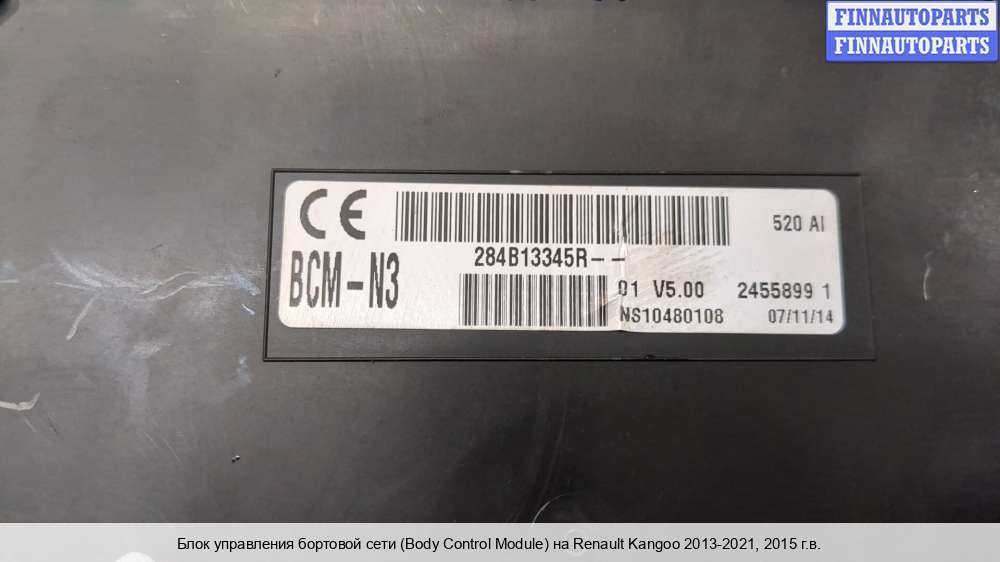 FINNAUTOPARTS
FINNAUTOPARTS
CE
520 AI
284B13345R--
BCM-N3
01 V5.00
2455899 1
NS10480108
07/11/14
Блок управления бортовой сети (Body Control Module) на Renault Kangoo 2013-2021, 2015 г.в.